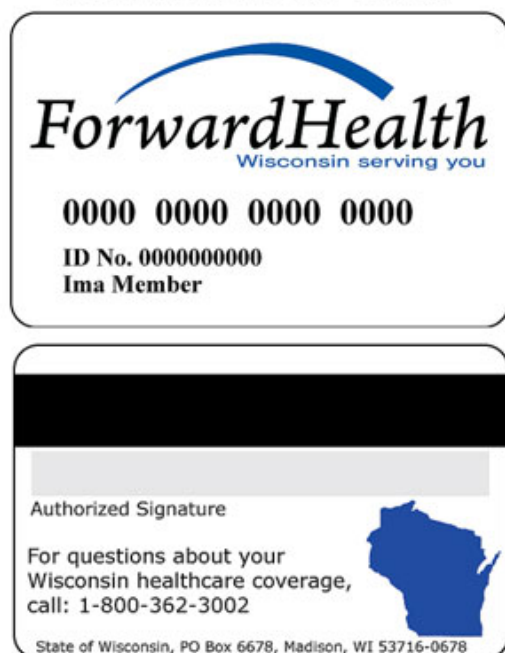 ForwardHealth
Wisconsin serving you
0000 0000 0000 0000
ID No. 0000000000
Ima Member
Authorized Signature
For questions about your
Wisconsin healthcare coverage,
call: 1-800-362-3002
State of Wisconsin, PO Box 6678, Madison, WI 53716-0678